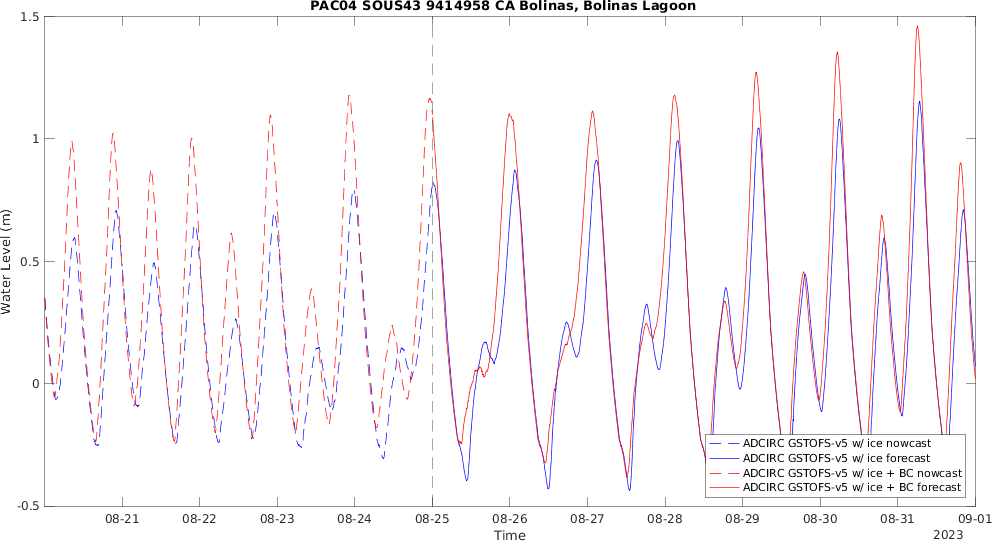 PAC04 SOUS43 9414958 CA Bolinas, Bolinas Lagoon
1.5
1
0.5
0
-0.5
Water Level (m)
ADCIRC GSTOFS-v5 w/ ice nowcast
ADCIRC GSTOFS-v5 w/ ice forecast
ADCIRC GSTOFS-v5 w/ ice + BC nowcast
ADCIRC GSTOFS-v5 w/ ice + BC forecast
08-21 08-22 08-23 08-24 08-25 08-26 08-27 08-28 08-29 08-30 08-31 09-01
Time
2023